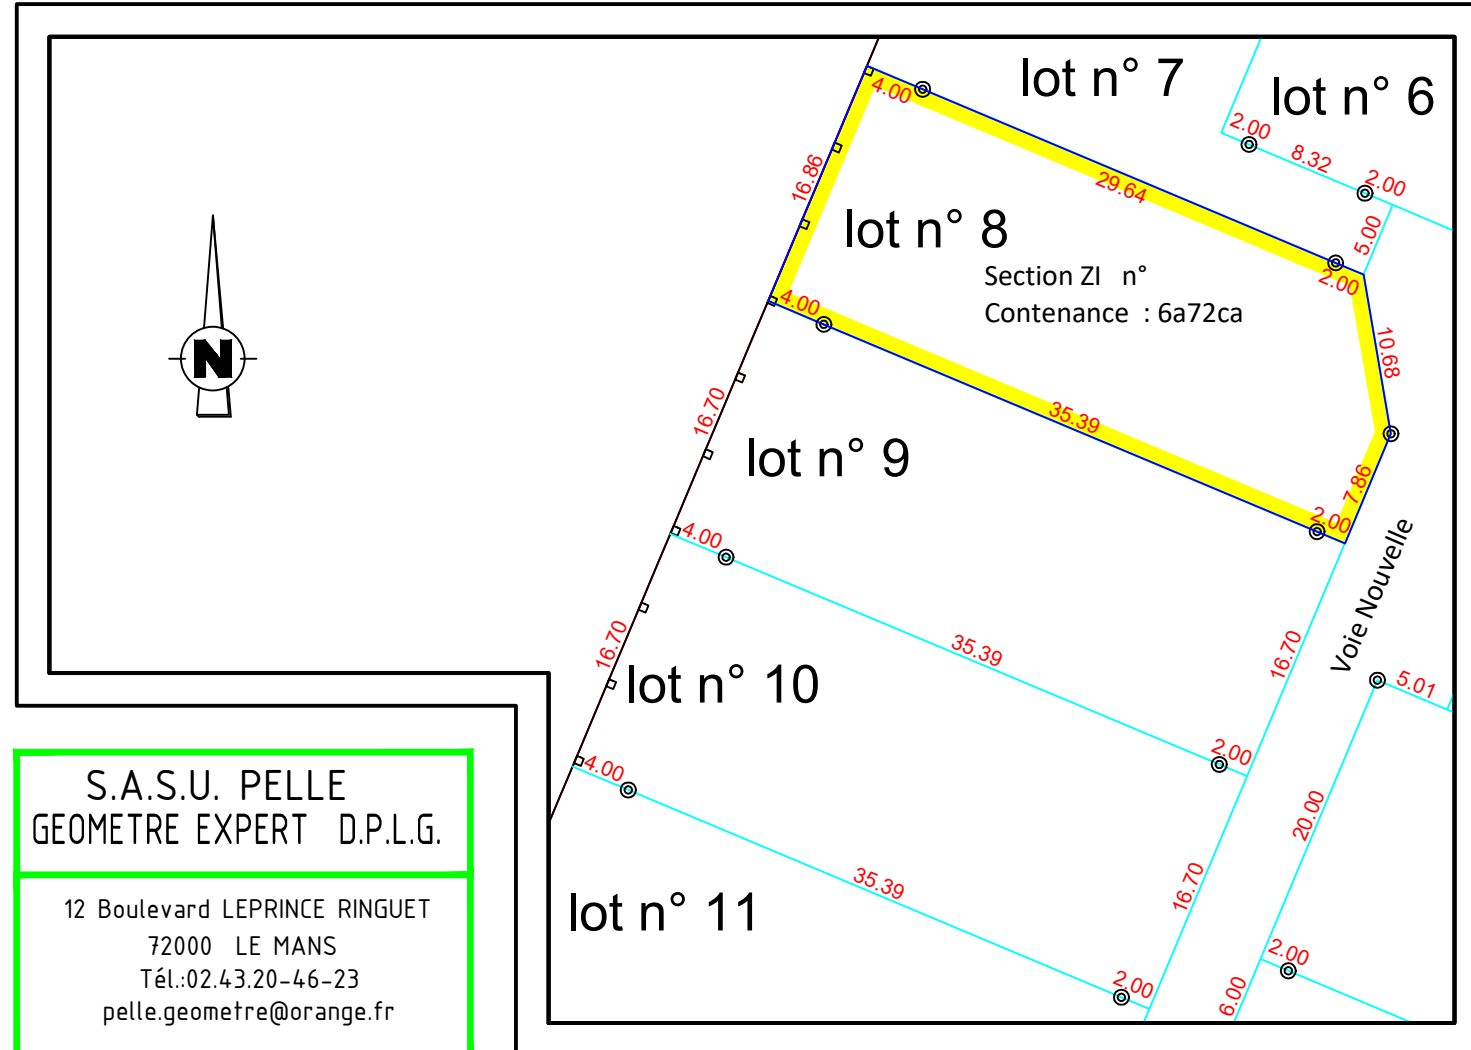 lot n° 7
lot n° 6
4.00
2.00
8.32
2.00
16.86
29.64
5.00
lot n° 8
Section ZI n°
Contenance : 6a72ca
2.00
4.00
10.68
N
16.70
35.39
lot n° 9
7.86
2.00
Voie Nouvelle
4.00
16.70
35.39
16.70
lot n° 10
5.01
2.00
4.00
20.00
35.39
16.70
lot n° 11
2.00
2.00
6.00
S.A.S.U. PELLE
GEOMETRE EXPERT D.P.L.G.
12 Boulevard LEPRINCE RINGUET
72000 LE MANS
Tél.:02.43.20-46-23
pelle.geometre@orange.fr